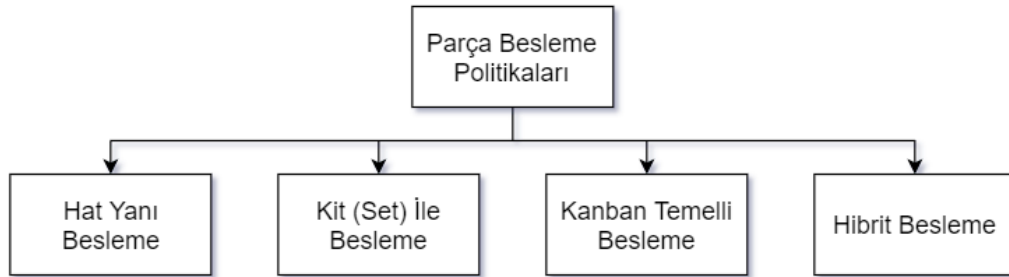 Parça Besleme
Politikaları
Hat Yanı
Besleme
Kit (Set) İle
Besleme
Kanban Temelli
Besleme
Hibrit Besleme